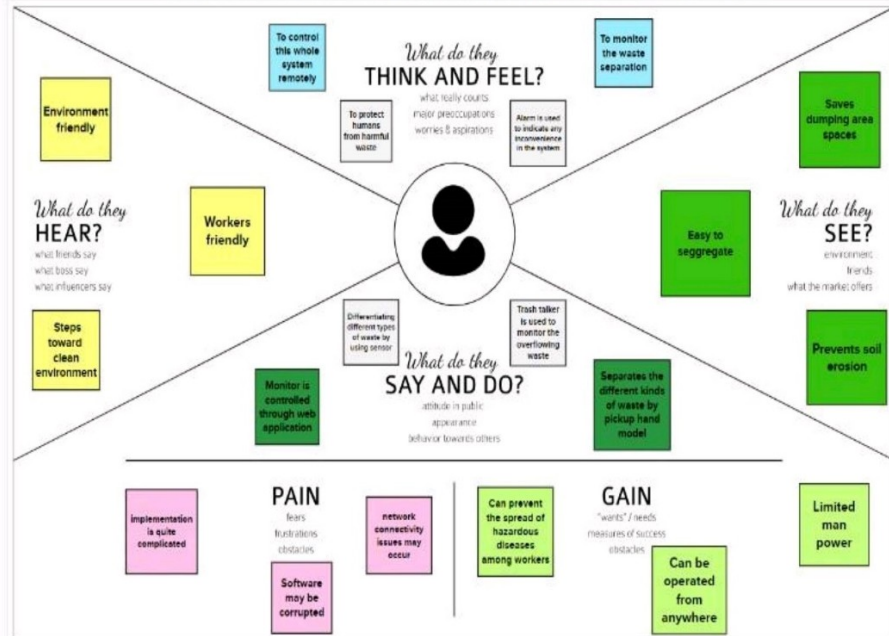 To control
this whole
system
remotely
What do they
THINK AND FEEL?
what really counts
major preoccupations
worries & aspirations
To monitor
the waste
separation
To protect
humans
from harmful
waste
Alarm is used
to indicate any
inconvenience
in the system
Environment
friendly
Workers
friendly
What do they
HEAR?
what friends say
what boss say
what influencers say
Steps
toward
clean
environment
Saves
dumping area
spaces
Easy to
seggregate
What do they
SEE?
environment
friends
what the market offers
Prevents soil
erosion
Differentiating
different types
of waste by
using sensor
Trash talker
is used to
monitor the
overflowing
waste
What do they
SAY AND DO?
attitude in public
appearance
behavior towards others
Monitor is
controlled
through web
application
Separates the
different kinds
of waste by
pickup hand
model
PAIN
fears
frustrations
obstacles
implementation
is quite
complicated
network
connectivity
issues may
occur
Software
may be
corrupted
GAIN
"wants" / needs
measures of success
obstacles
Can prevent
the spread of
hazardous
diseases
among workers
Can be
operated
from
anywhere
Limited
man
power